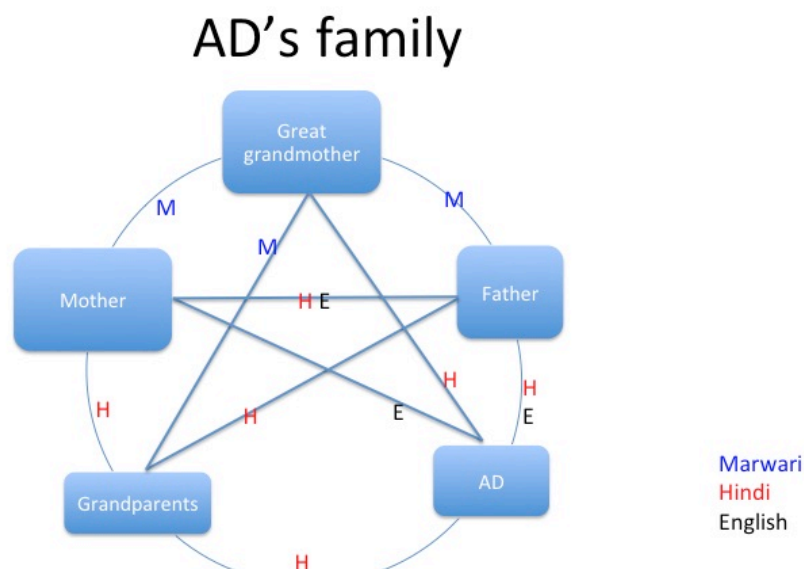 AD's family
Great
grandmother
M
M
M
Mother
H E
Father
H
H
E
H
H
E
Grandparents
AD
H
Marwari
Hindi
English